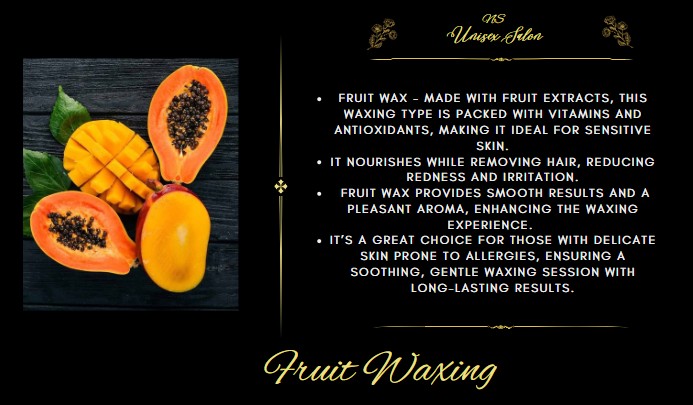 NS
Unisex Salon
• FRUIT WAX - MADE WITH FRUIT EXTRACTS, THIS
WAXING TYPE IS PACKED WITH VITAMINS AND
ANTIOXIDANTS, MAKING IT IDEAL FOR SENSITIVE
SKIN.
• IT NOURISHES WHILE REMOVING HAIR, REDUCING
REDNESS AND IRRITATION.
• FRUIT WAX PROVIDES SMOOTH RESULTS AND A
PLEASANT AROMA, ENHANCING THE WAXING
EXPERIENCE.
• IT'S A GREAT CHOICE FOR THOSE WITH DELICATE
SKIN PRONE TO ALLERGIES, ENSURING A
SOOTHING, GENTLE WAXING SESSION WITH
LONG-LASTING RESULTS.
Fruit Waxing